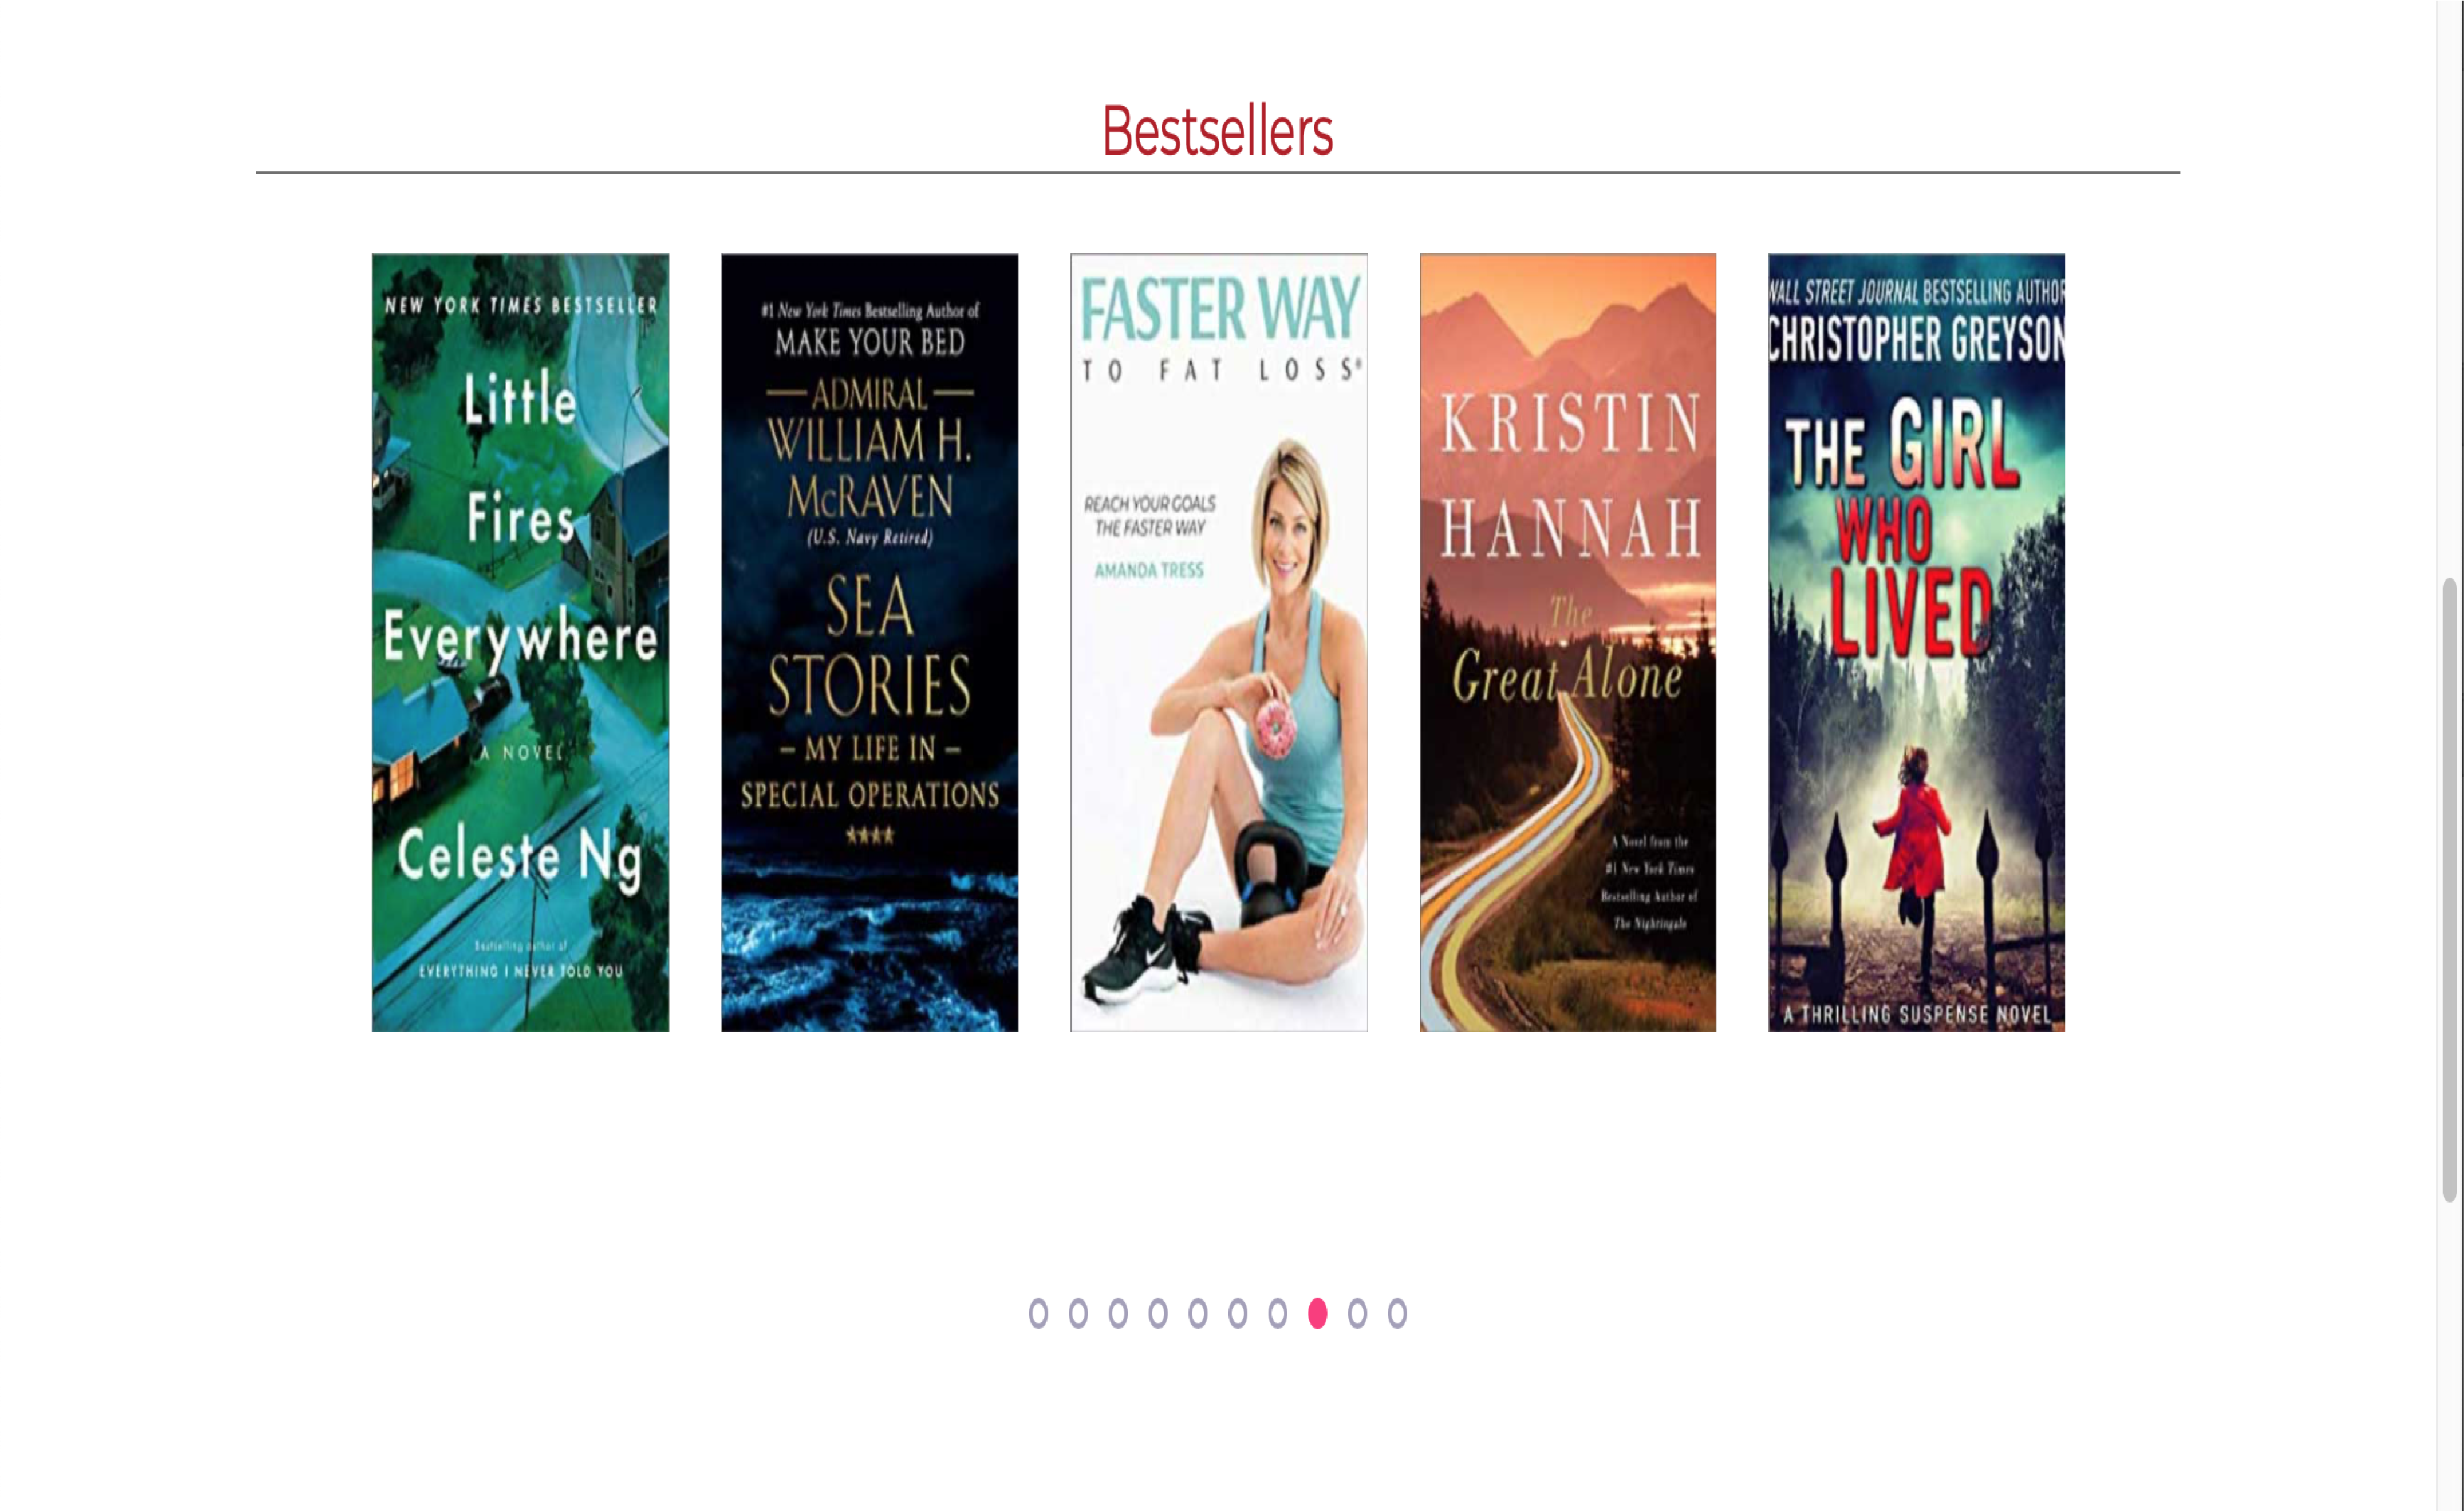 Bestsellers
NEW YORK TIMES BESTSELLER
Little
Fires
Everywhere
A NOVEL
Celeste Ng
Bestselling author of
EVERYTHING I NEVER TOLD YOU
#1 New York Times Bestselling Author of
MAKE YOUR BED
ADMIRAL
WILLIAM H.
McRAVEN
(U.S. Navy Retired)
SEA
STORIES
– MY LIFE IN –
SPECIAL OPERATIONS
FASTER WAY
TO FAT LOSS®
REACH YOUR GOALS
THE FASTER WAY
AMANDA TRESS
KRISTIN
HANNAH
The
Great Alone
A Novel from the
#1 New York Times
Bestselling Author of
The Nightingale
WALL STREET JOURNAL BESTSELLING AUTHOR
CHRISTOPHER GREYSON
THE GIRL
WHO
LIVED
A THRILLING SUSPENSE NOVEL